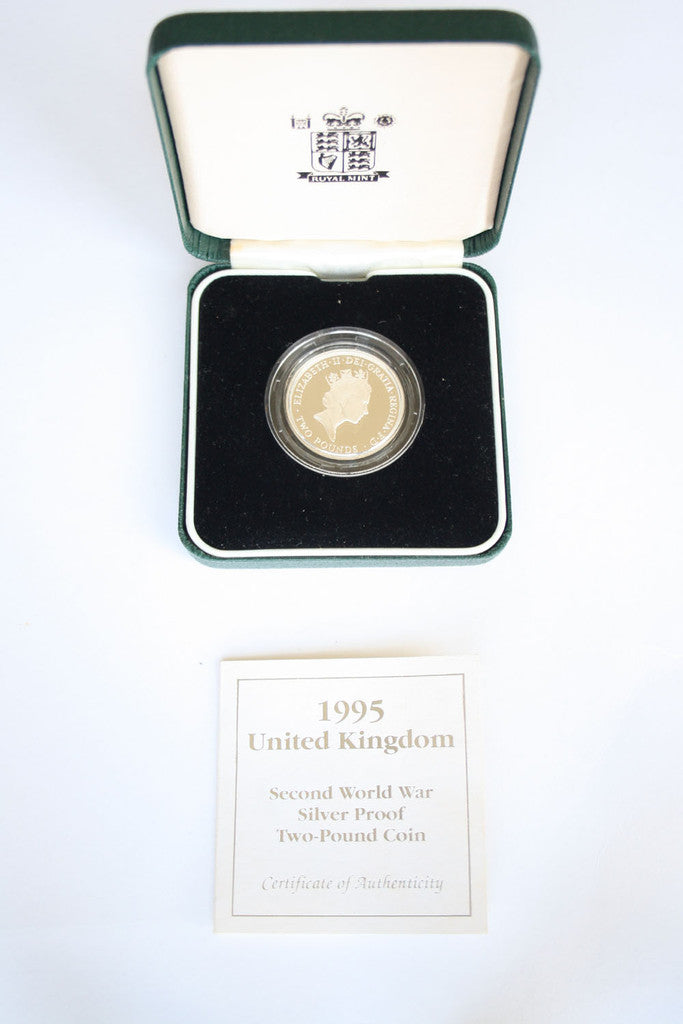 ROYAL MINT
· ELIZABETH · II · DEI · GRATIA · REGINA · F · D ·
TWO POUNDS
1995
United Kingdom
Second World War
Silver Proof
Two-Pound Coin
Certificate of Authenticity